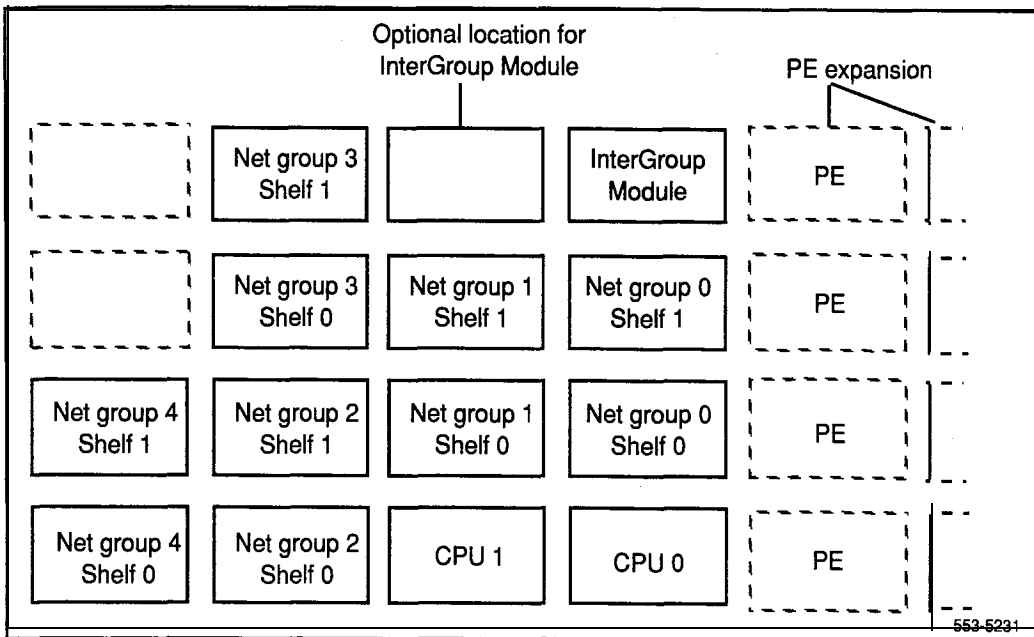 Optional location for
InterGroup Module
PE expansion
Net group 3
Shelf 1
InterGroup
Module
PE
Net group 3
Shelf 0
Net group 1
Shelf 1
Net group 0
Shelf 1
PE
Net group 4
Shelf 1
Net group 2
Shelf 1
Net group 1
Shelf 0
Net group 0
Shelf 0
PE
Net group 4
Shelf 0
Net group 2
Shelf 0
CPU 1
CPU 0
PE
553-5231